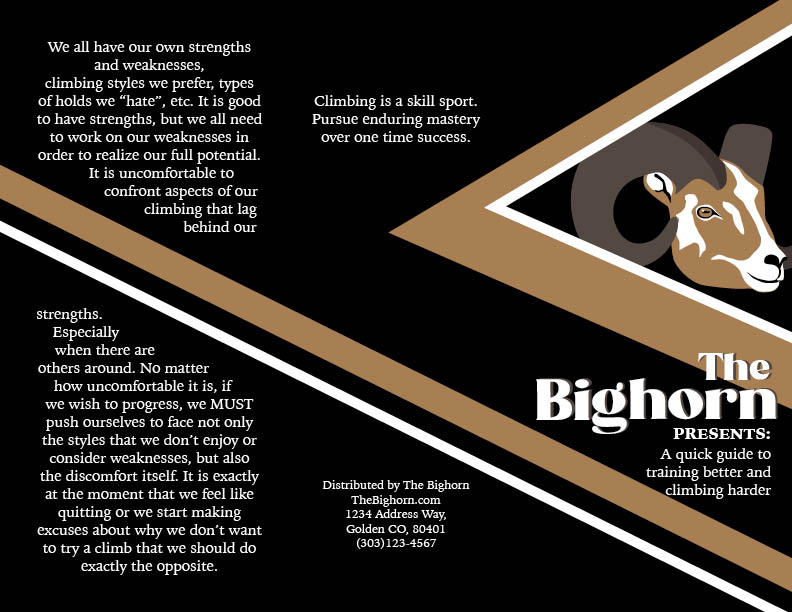 We all have our own strengths
and weaknesses,
climbing styles we prefer, types
of holds we “hate”, etc. It is good
to have strengths, but we all need
to work on our weaknesses in
order to realize our full potential.
It is uncomfortable to
confront aspects of our
climbing that lag
behind our
strengths.
Especially
when there are
others around. No matter
how uncomfortable it is, if
we wish to progress, we MUST
push ourselves to face not only
the styles that we don’t enjoy or
consider weaknesses, but also
the discomfort itself. It is exactly
at the moment that we feel like
quitting or we start making
excuses about why we don’t want
to try a climb that we should do
exactly the opposite.
Climbing is a skill sport.
Pursue enduring mastery
over one time success.
Distributed by The Bighorn
TheBighorn.com
1234 Address Way,
Golden CO, 80401
(303)123-4567
The
Bighorn
PRESENTS:
A quick guide to
training better and
climbing harder